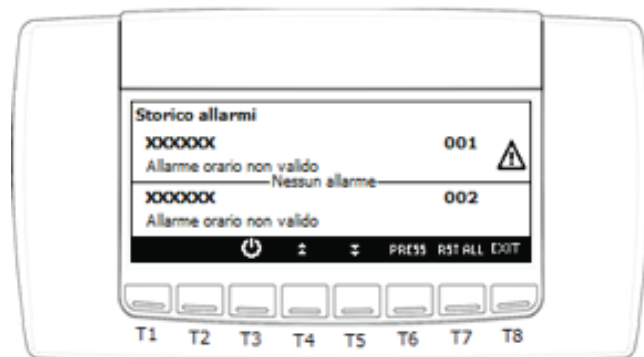 Storico allarmi
XXXXXX 001
Allarme orario non valido
Nessun allarme
XXXXXX 002
Allarme orario non valido
PRESS RST ALL EXIT
T1 T2 T3 T4 T5 T6 T7 T8